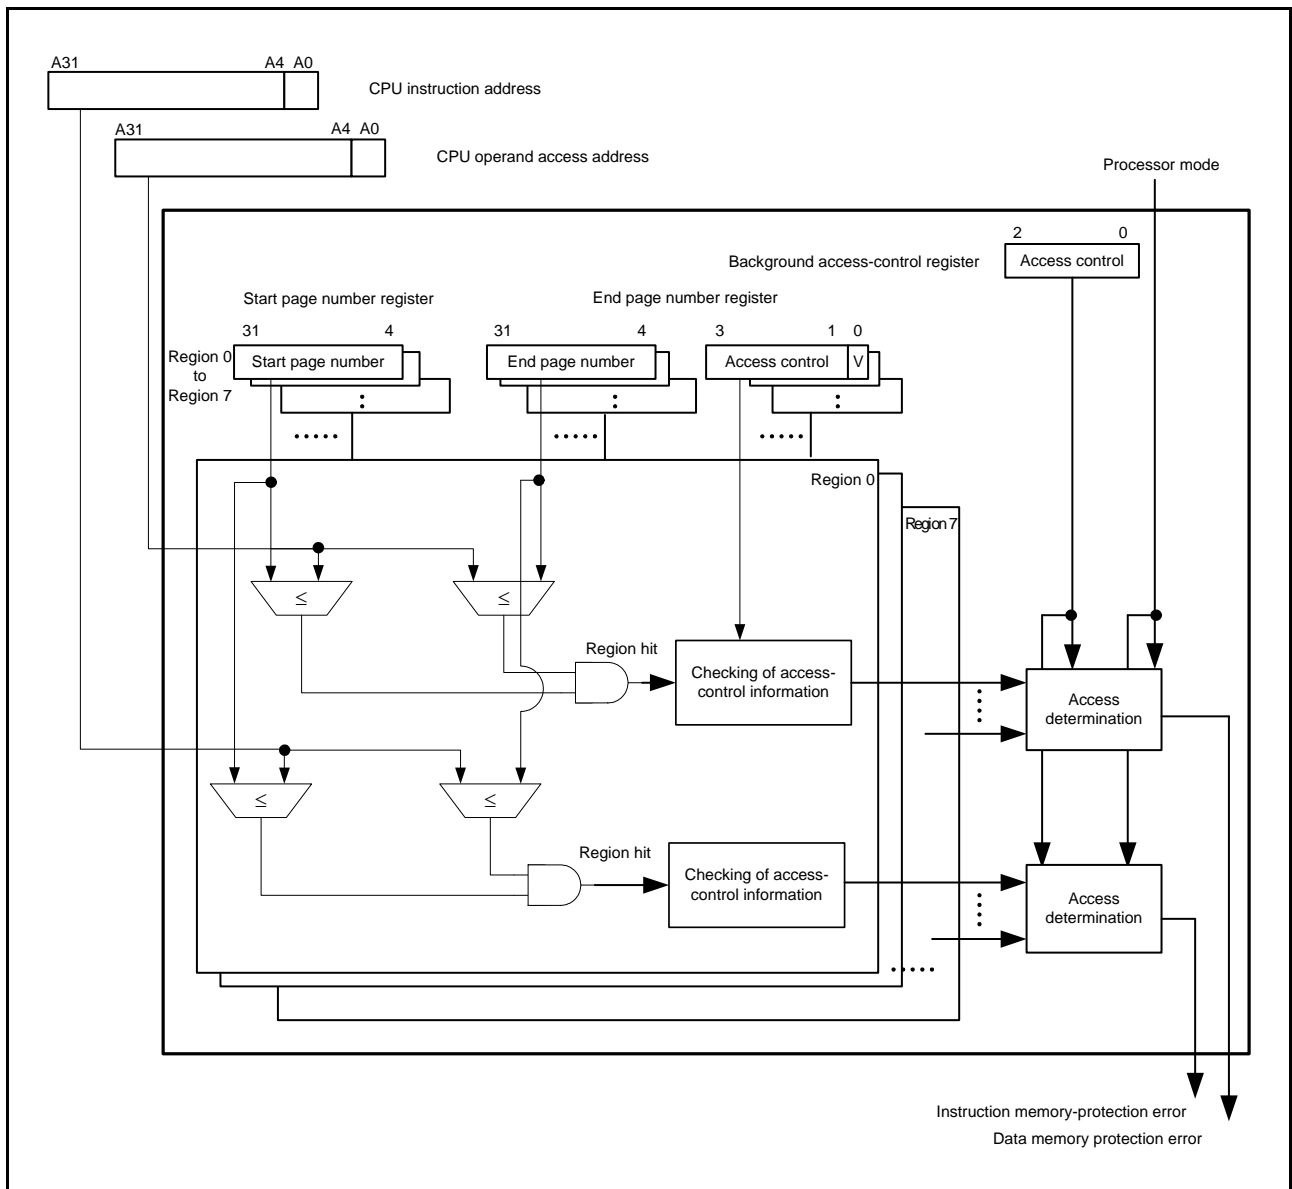 A31 A4 A0
CPU instruction address
A31 A4 A0
CPU operand access address
Processor mode
2 0
Background access-control register
Access control
Start page number register
End page number register
31 4
31 4
3 1 0
Region 0
to
Region 7
Start page number
End page number
Access control V
Region 0
Region 7
≤
≤
Region hit
Checking of access-
control information
Access
determination
≤
≤
Region hit
Checking of access-
control information
Access
determination
Instruction memory-protection error
Data memory protection error